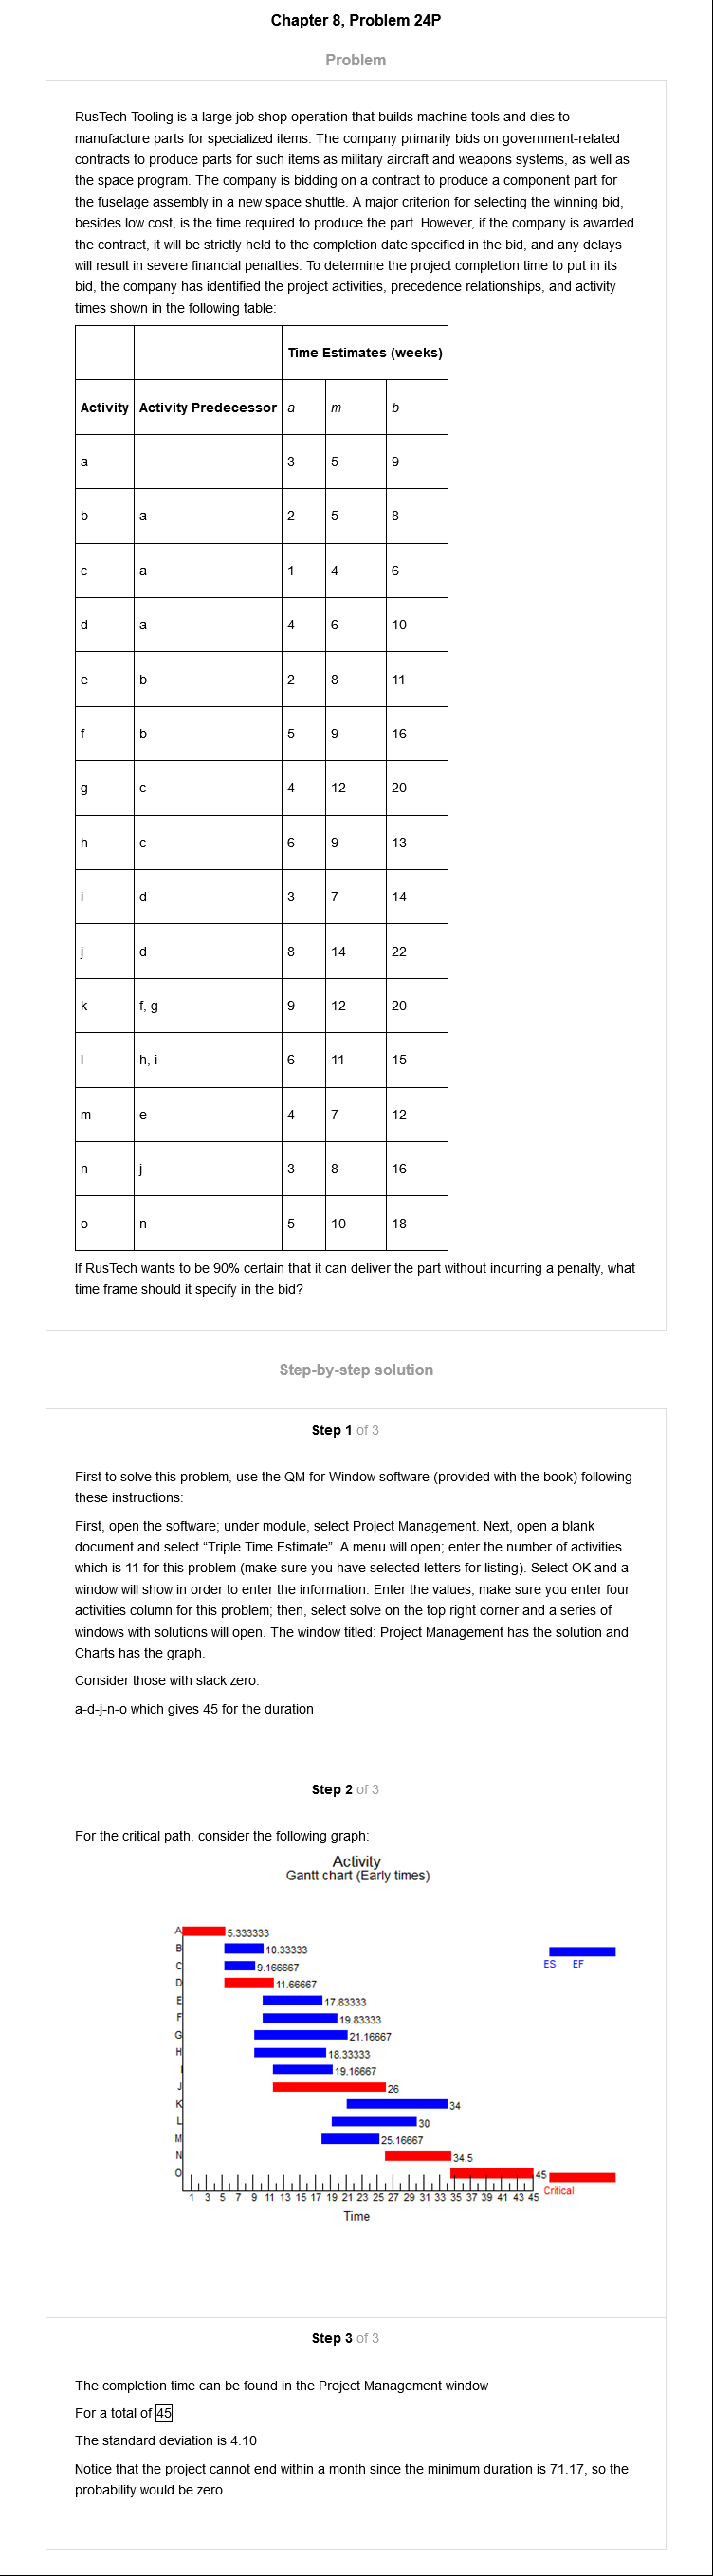 Chapter 8, Problem 24P
Problem
RusTech Tooling is a large job shop operation that builds machine tools and dies to
manufacture parts for specialized items. The company primarily bids on government-related
contracts to produce parts for such items as military aircraft and weapons systems, as well as
the space program. The company is bidding on a contract to produce a component part for
the fuselage assembly in a new space shuttle. A major criterion for selecting the winning bid,
besides low cost, is the time required to produce the part. However, if the company is awarded
the contract, it will be strictly held to the completion date specified in the bid, and any delays
will result in severe financial penalties. To determine the project completion time to put in its
bid, the company has identified the project activities, precedence relationships, and activity
times shown in the following table:
Time Estimates (weeks)
Activity Activity Predecessor a m b
a — 3 5 9
b a 2 5 8
c a 1 4 6
d a 4 6 10
e b 2 8 11
f b 5 9 16
g c 4 12 20
h c 6 9 13
i d 3 7 14
j d 8 14 22
k f, g 9 12 20
l h, i 6 11 15
m e 4 7 12
n j 3 8 16
o n 5 10 18
If RusTech wants to be 90% certain that it can deliver the part without incurring a penalty, what
time frame should it specify in the bid?
Step-by-step solution
Step 1 of 3
First to solve this problem, use the QM for Window software (provided with the book) following
these instructions:
First, open the software; under module, select Project Management. Next, open a blank
document and select “Triple Time Estimate”. A menu will open; enter the number of activities
which is 11 for this problem (make sure you have selected letters for listing). Select OK and a
window will show in order to enter the information. Enter the values; make sure you enter four
activities column for this problem; then, select solve on the top right corner and a series of
windows with solutions will open. The window titled: Project Management has the solution and
Charts has the graph.
Consider those with slack zero:
a-d-j-n-o which gives 45 for the duration
Step 2 of 3
For the critical path, consider the following graph:
Activity
Gantt chart (Early times)
A 5.333333
B 10.33333
C 9.166667
ES EF
D 11.66667
E 17.83333
F 19.83333
G 21.16667
H 18.33333
I 19.16667
J 26
K 34
L 30
M 25.16667
N 34.5
O 45
Critical
1 3 5 7 9 11 13 15 17 19 21 23 25 27 29 31 33 35 37 39 41 43 45
Time
Step 3 of 3
The completion time can be found in the Project Management window
For a total of 45
The standard deviation is 4.10
Notice that the project cannot end within a month since the minimum duration is 71.17, so the
probability would be zero